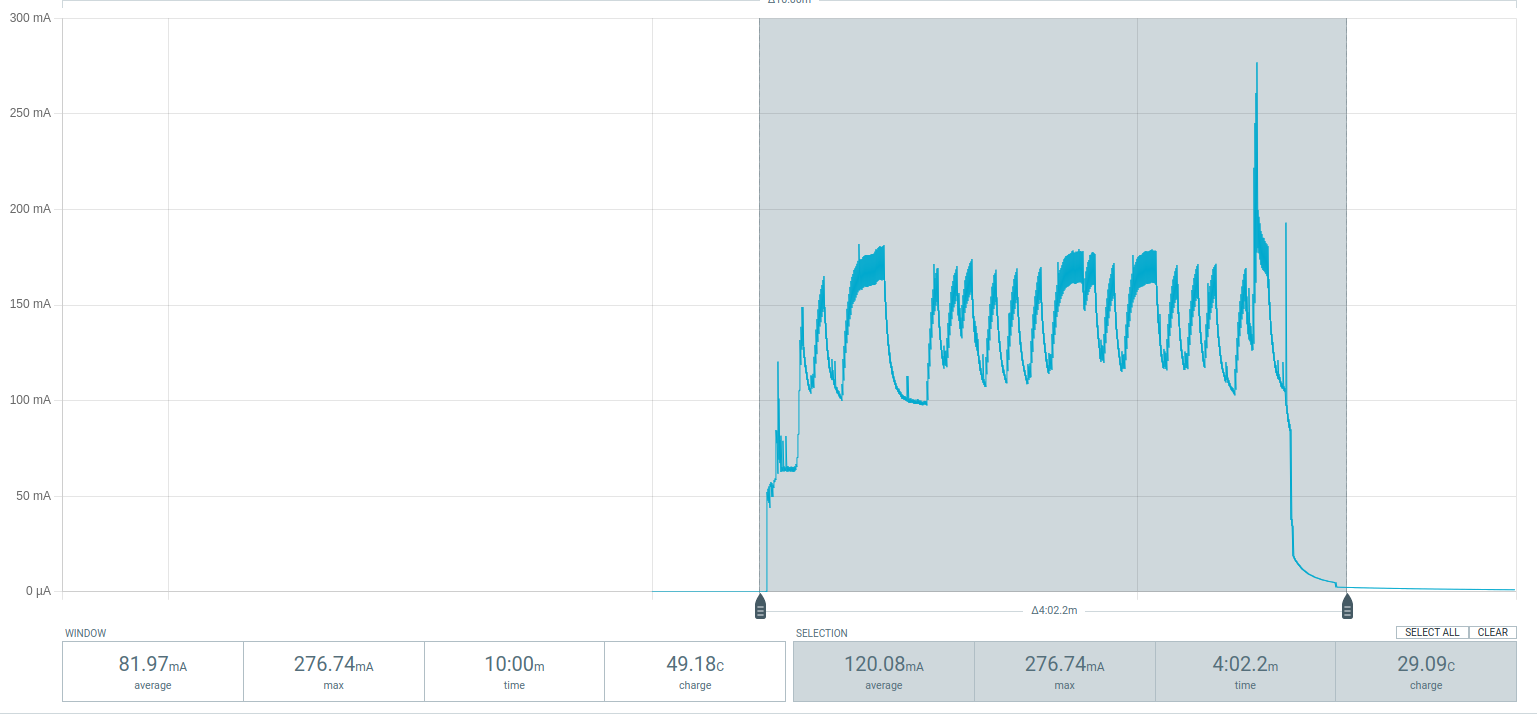 300 mA
250 mA
200 mA
150 mA
100 mA
50 mA
0 µA
Δ4:02.2m
WINDOW
81.97mA
average
276.74mA
max
10:00m
time
49.18C
charge
SELECTION
SELECT ALL
CLEAR
120.08mA
average
276.74mA
max
4:02.2m
time
29.09C
charge